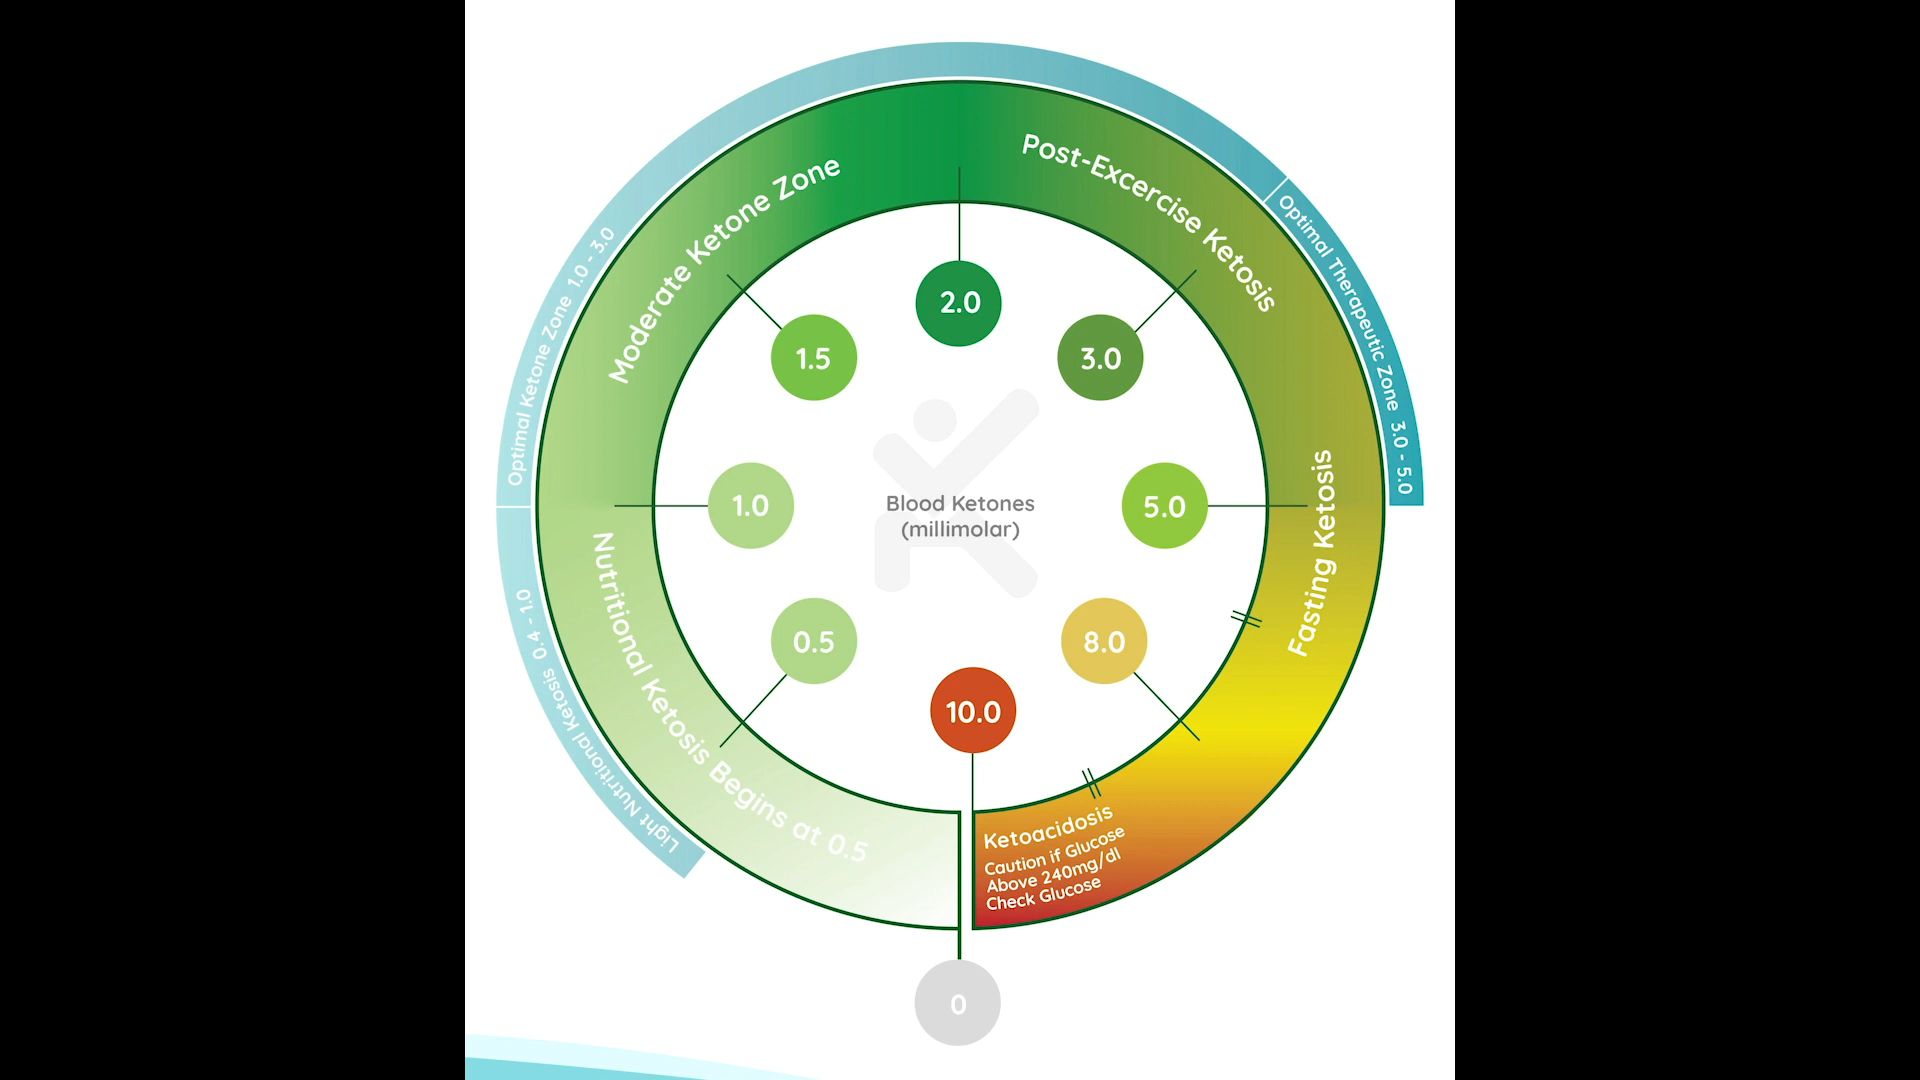 Optimal Ketone Zone 1.0 - 3.0
Optimal Therapeutic Zone 3.0 - 5.0
Light Nutritional Ketosis 0.4 - 1.0
Moderate Ketone Zone
Post-Excercise Ketosis
Fasting Ketosis
Nutritional Ketosis Begins at 0.5
Ketoacidosis
Caution if Glucose
Above 240mg/dl
Check Glucose
2.0
1.5
3.0
1.0
5.0
0.5
8.0
10.0
0
Blood Ketones
(millimolar)